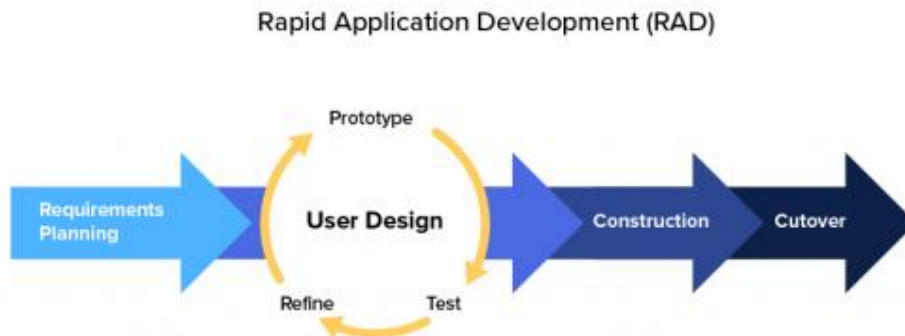 Rapid Application Development (RAD)
Prototype
Requirements
Planning
User Design
Construction
Cutover
Refine
Test